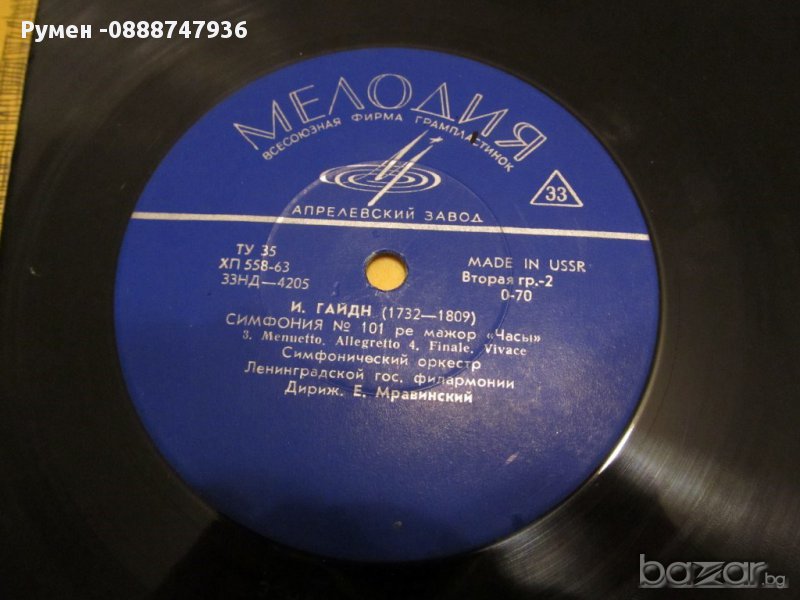 Румен -0888747936
МЕЛОДИЯ
ВСЕСОЮЗНАЯ ФИРМА ГРАМПЛАСТИНОК
33
АПРЕЛЕВСКИЙ ЗАВОД
ТУ 35
ХП 558-63
33НД—4205
MADE IN USSR
Вторая гр.-2
0-70
И. ГАЙДН (1732—1809)
СИМФОНИЯ № 101 ре мажор «Часы»
3. Menuetto. Allegretto 4. Finale. Vivace
Симфонический оркестр
Ленинградской гос. филармонии
Дириж. Е. Мравинский
bazar.bg